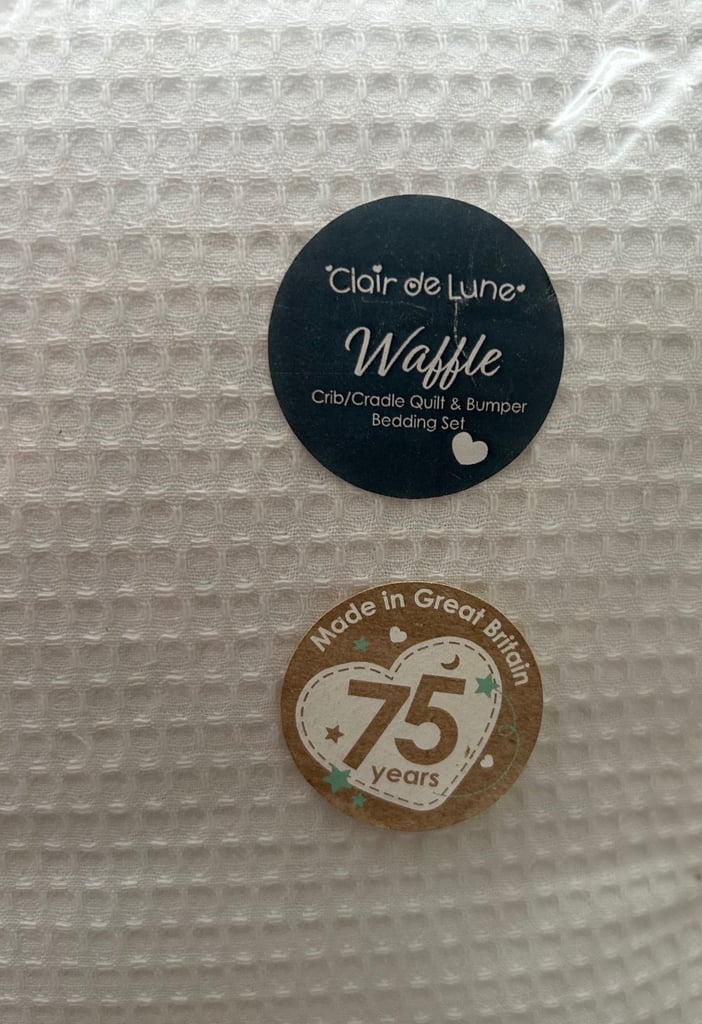 Clair de Lune
Waffle
Crib/Cradle Quilt & Bumper
Bedding Set
Made in Great Britain
75
years